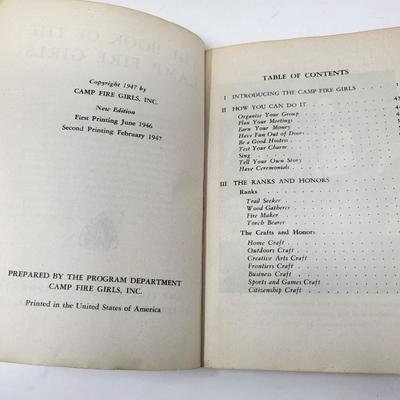 Copyright 1947 by
CAMP FIRE GIRLS, INC.
New Edition
First Printing June 1946
Second Printing February 1947
PREPARED BY THE PROGRAM DEPARTMENT
CAMP FIRE GIRLS, INC.
Printed in the United States of America
TABLE OF CONTENTS
I INTRODUCING THE CAMP FIRE GIRLS
II HOW YOU CAN DO IT
Organize Your Group
Plan Your Meetings
Earn Your Money
Have Fun Out of Doors
Be a Good Hostess
Test Your Charm
Sing
Tell Your Own Story
Have Ceremonials
III THE RANKS AND HONORS
Ranks
Trail Seeker
Wood Gatherer
Fire Maker
Torch Bearer
The Crafts and Honors
Home Craft
Outdoors Craft
Creative Arts Craft
Frontiers Craft
Business Craft
Sports and Games Craft
Citizenship Craft